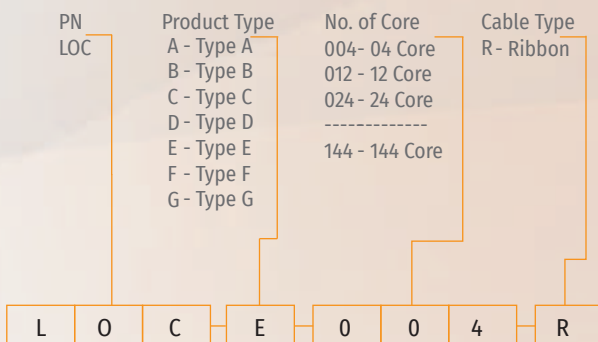 PN
LOC
Product Type
A - Type A
B - Type B
C - Type C
D - Type D
E - Type E
F - Type F
G - Type G
No. of Core
004- 04 Core
012 - 12 Core
024 - 24 Core
-------------
144 - 144 Core
Cable Type
R - Ribbon
L O C - E - 0 0 4 - R